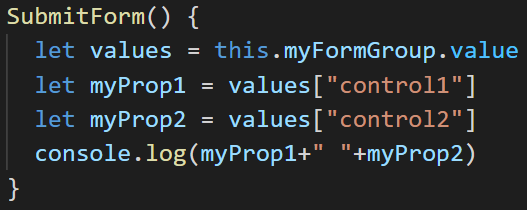 SubmitForm() {
let values = this.myFormGroup.value
let myProp1 = values["control1"]
let myProp2 = values["control2"]
console.log(myProp1+" "+myProp2)
}